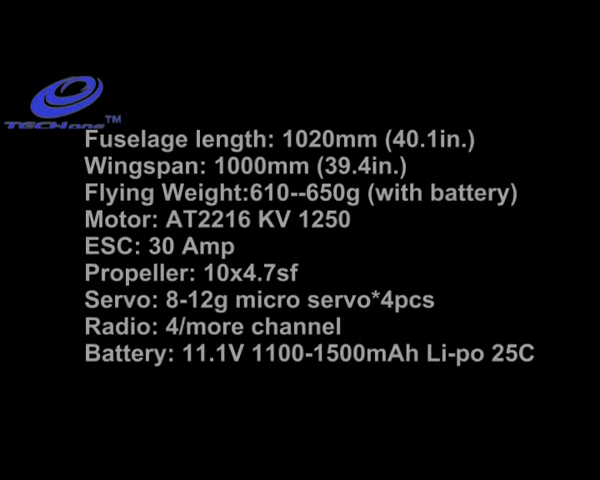 TECHone™
Fuselage length: 1020mm (40.1in.)
Wingspan: 1000mm (39.4in.)
Flying Weight:610--650g (with battery)
Motor: AT2216 KV 1250
ESC: 30 Amp
Propeller: 10x4.7sf
Servo: 8-12g micro servo*4pcs
Radio: 4/more channel
Battery: 11.1V 1100-1500mAh Li-po 25C